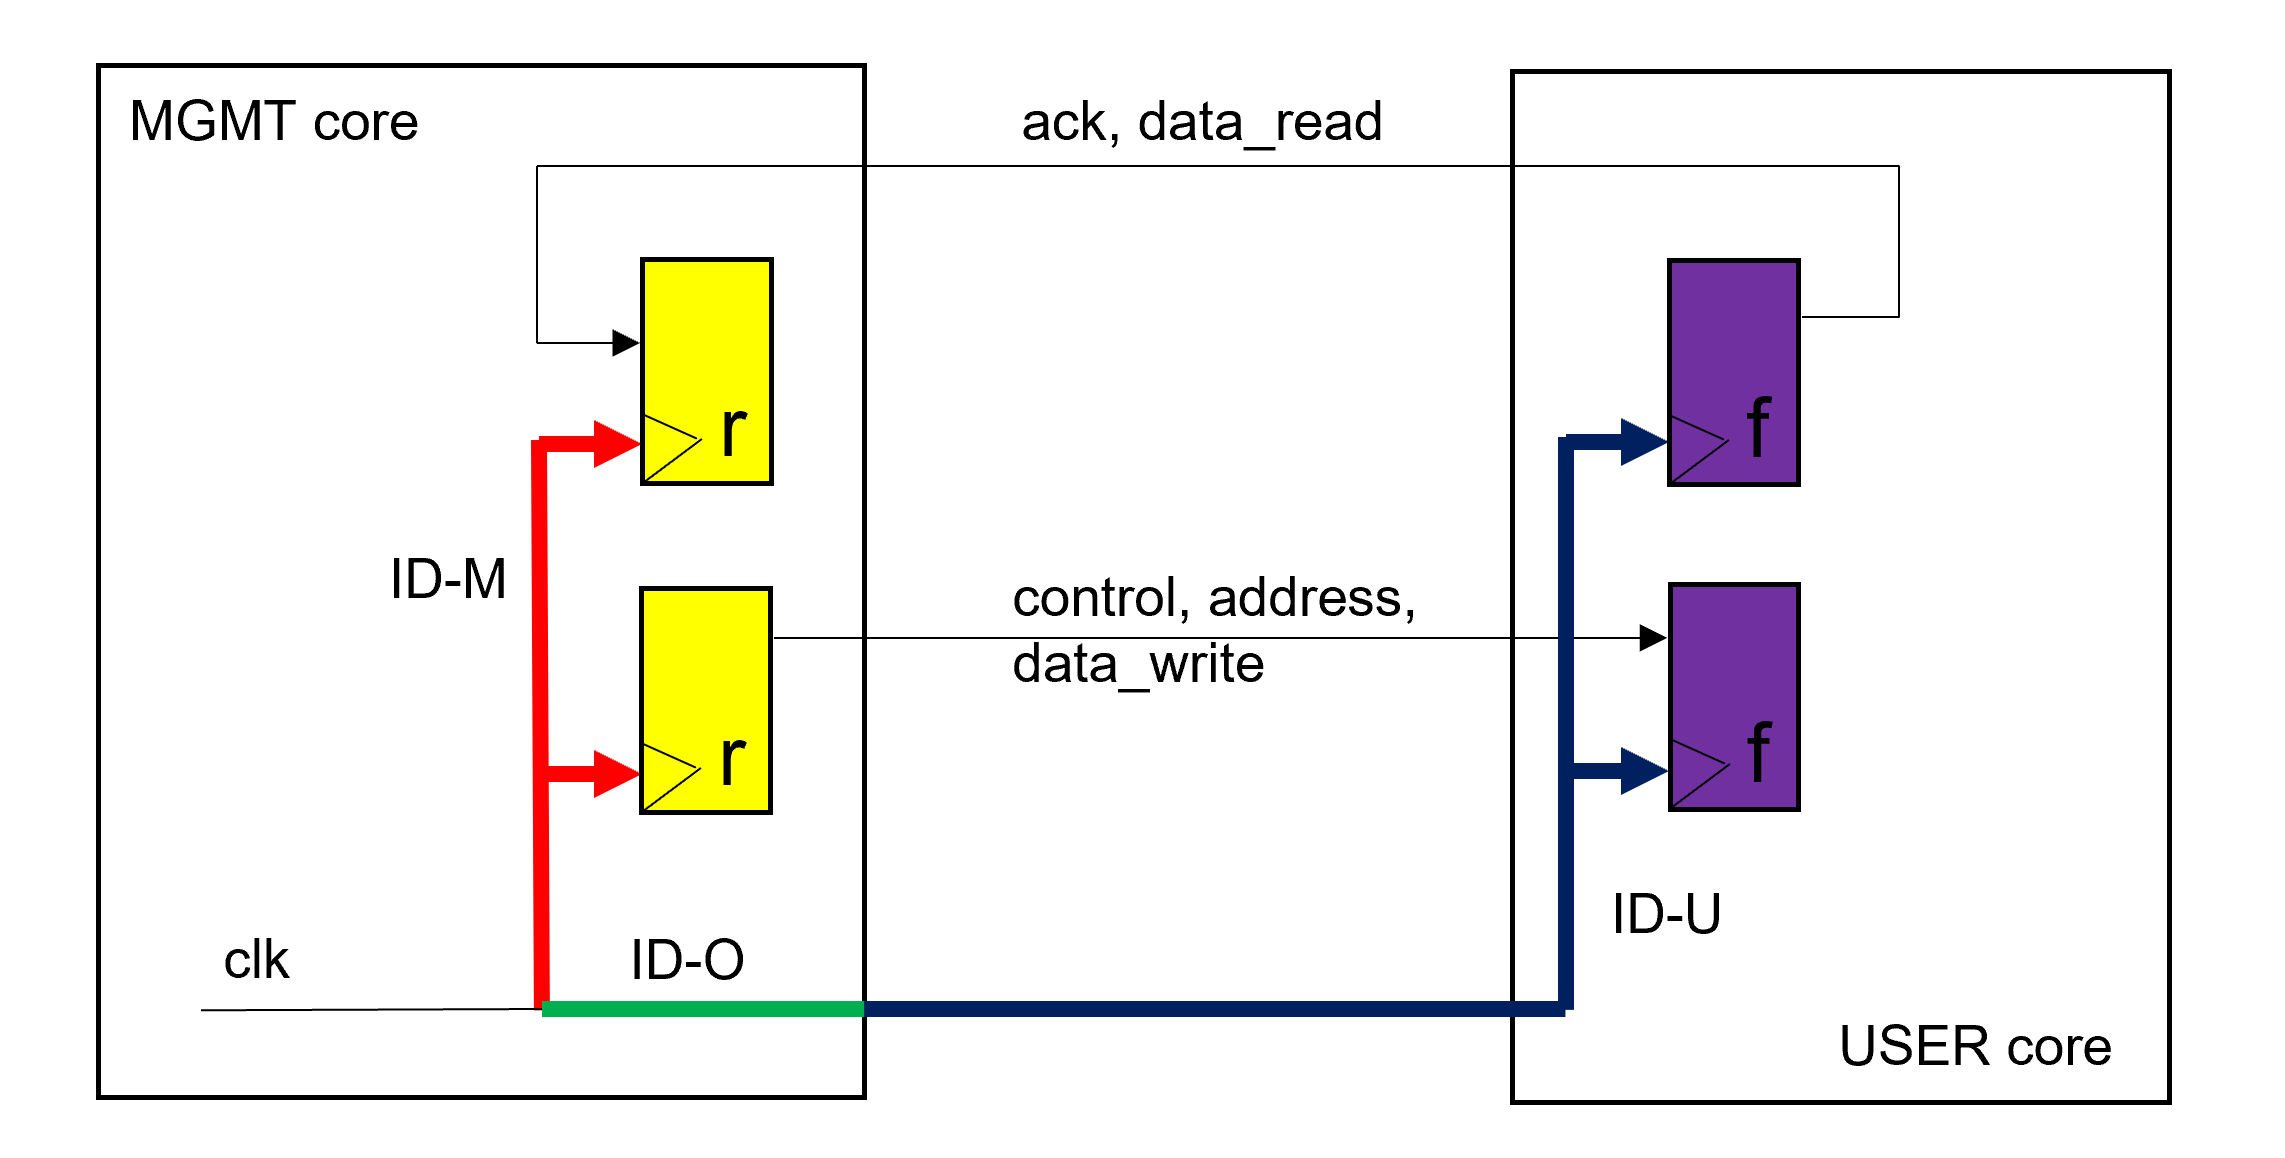 MGMT core
ack, data_read
r
f
ID-M
control, address,
data_write
r
f
ID-U
clk
ID-O
USER core